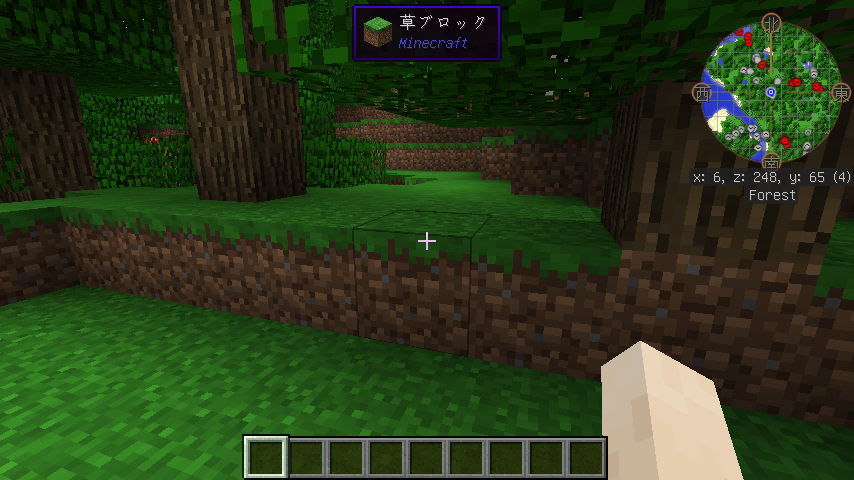 草ブロック
Minecraft
北
西
東
南
x: 6, z: 248, y: 65 (4)
Forest